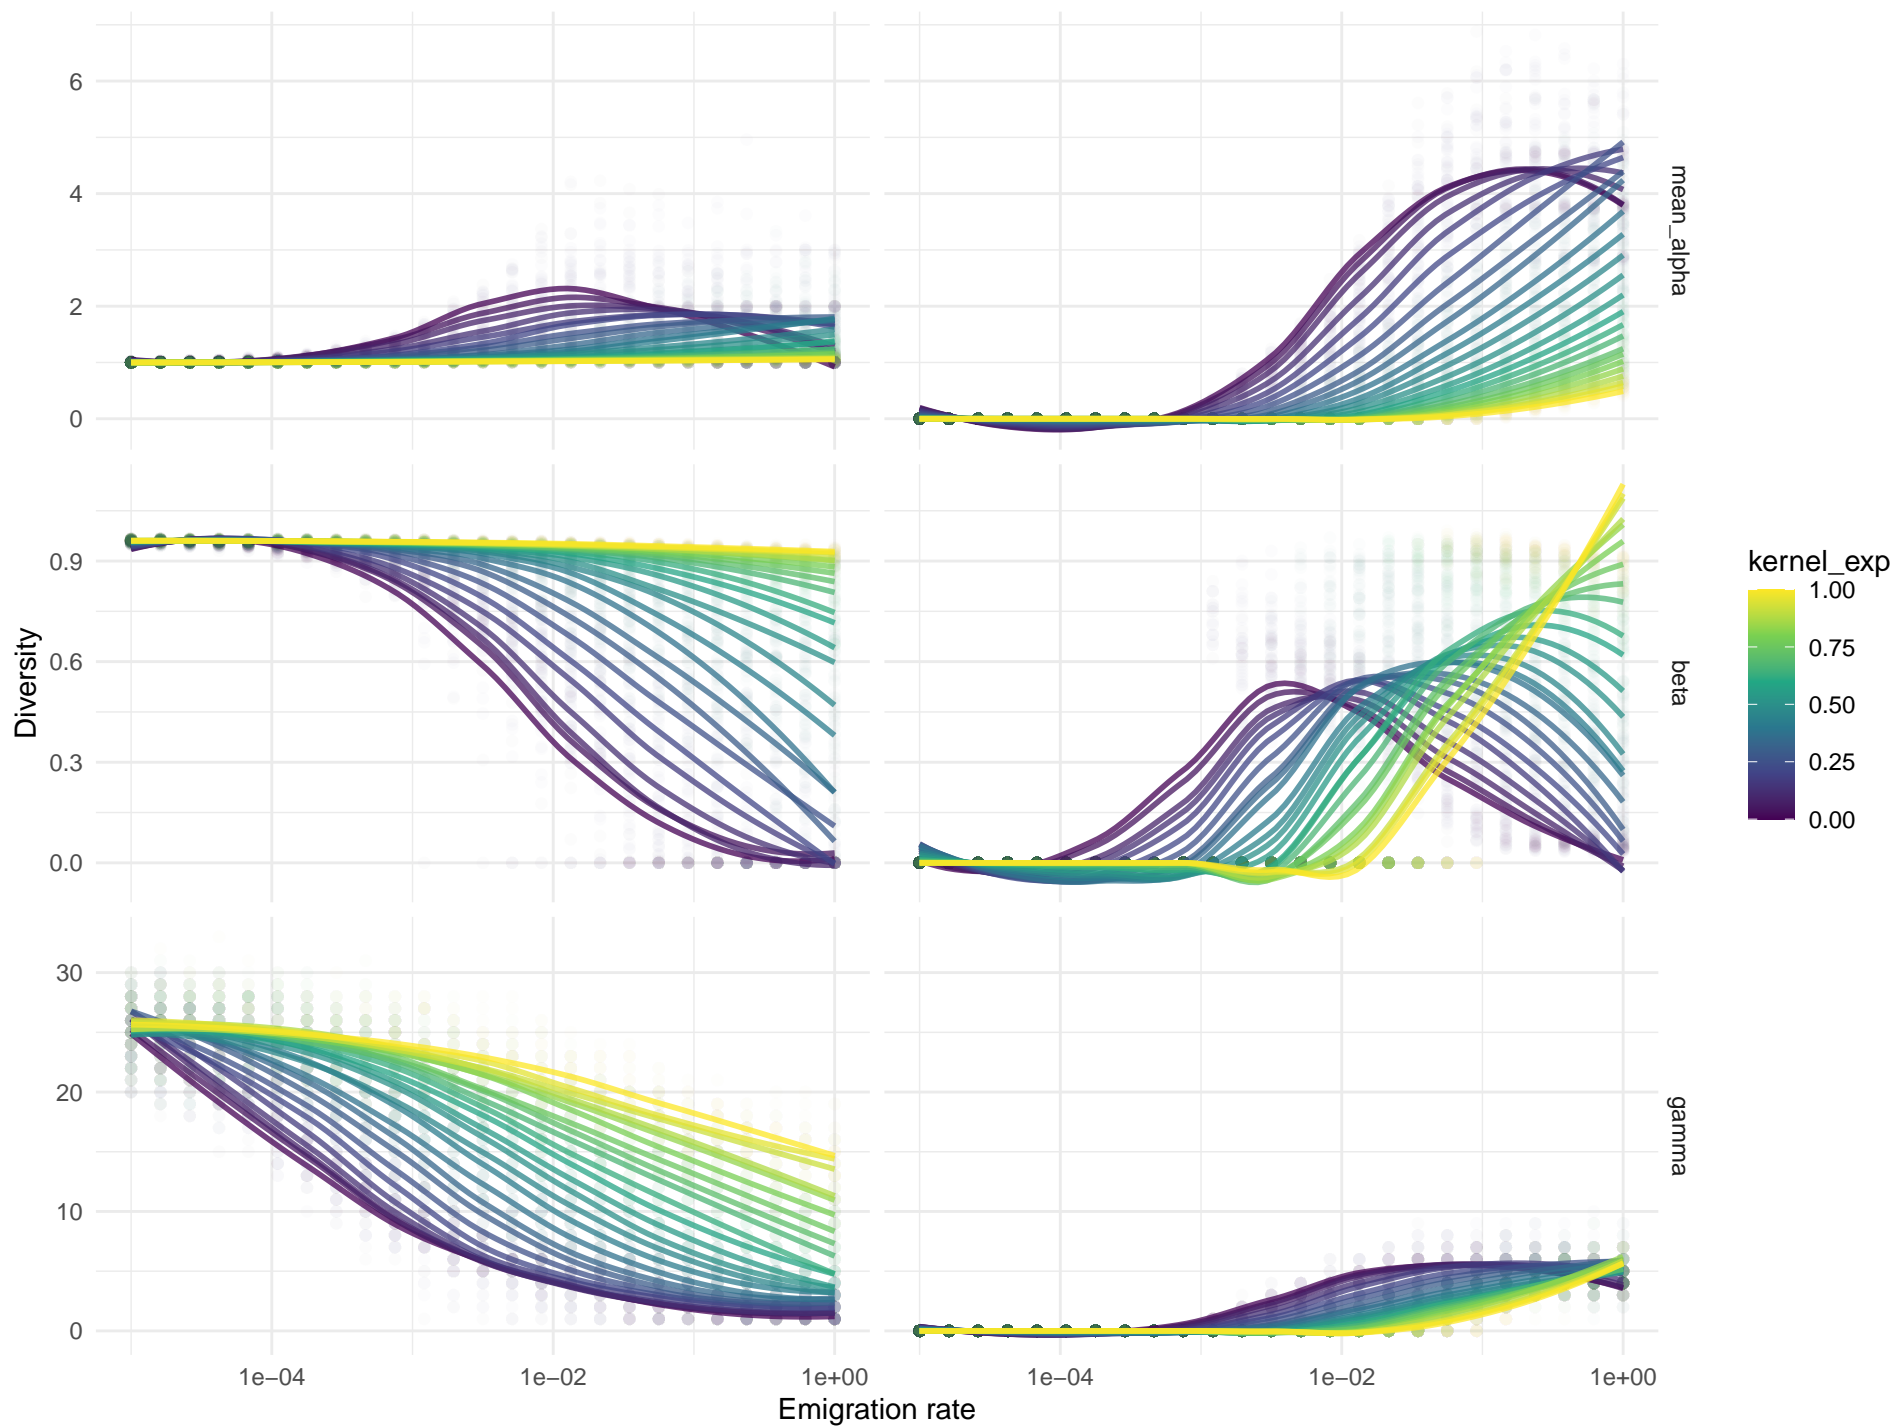 6
4
2
0
mean_alpha
0.9
0.6
0.3
0.0
beta
Diversity
30
20
10
0
gamma
1e−04
1e−02
1e+00
1e−04
1e−02
1e+00
Emigration rate
kernel_exp
1.00
0.75
0.50
0.25
0.00